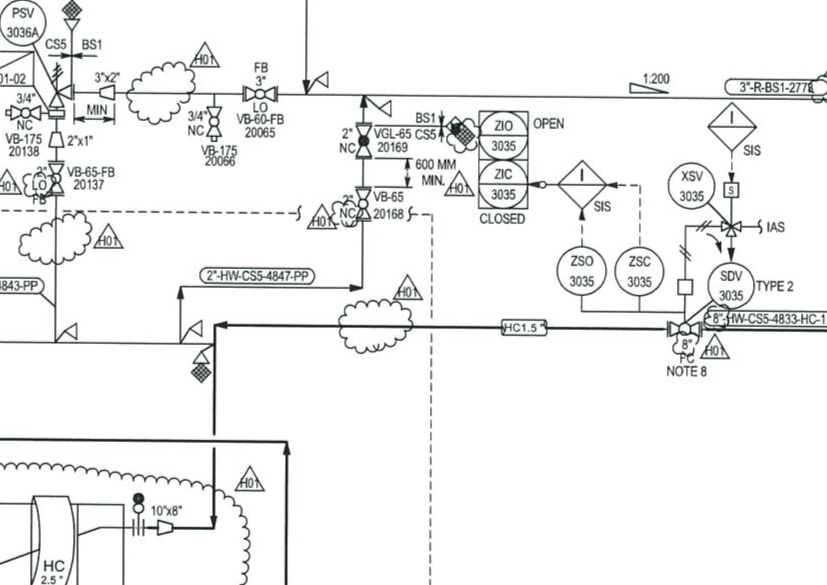 PSV
3036A
CS5 BS1
01-02
3"x2"
MIN
H01
FB
3"
LO
VB-60-FB
20065
3/4"
NC
VB-175
20066
3/4"
NC
VB-175
20138
2"x1"
2"
LO
FB
VB-65-FB
20137
H01
H01
1:200
3"-R-BS1-277
2"
NC
VGL-65
20169
BS1
CS5
600 MM
MIN.
H01
2"
NC
VB-65
20168
H01
ZIO
3035
OPEN
ZIC
3035
CLOSED
I
SIS
I
SIS
XSV
3035
S
IAS
ZSO
3035
ZSC
3035
SDV
3035
TYPE 2
8"-HW-CS5-4833-HC-1
8"
FC
NOTE 8
H01
HC1.5 "
H01
2"-HW-CS5-4847-PP
4843-PP
H01
10"x8"
HC
2.5 "